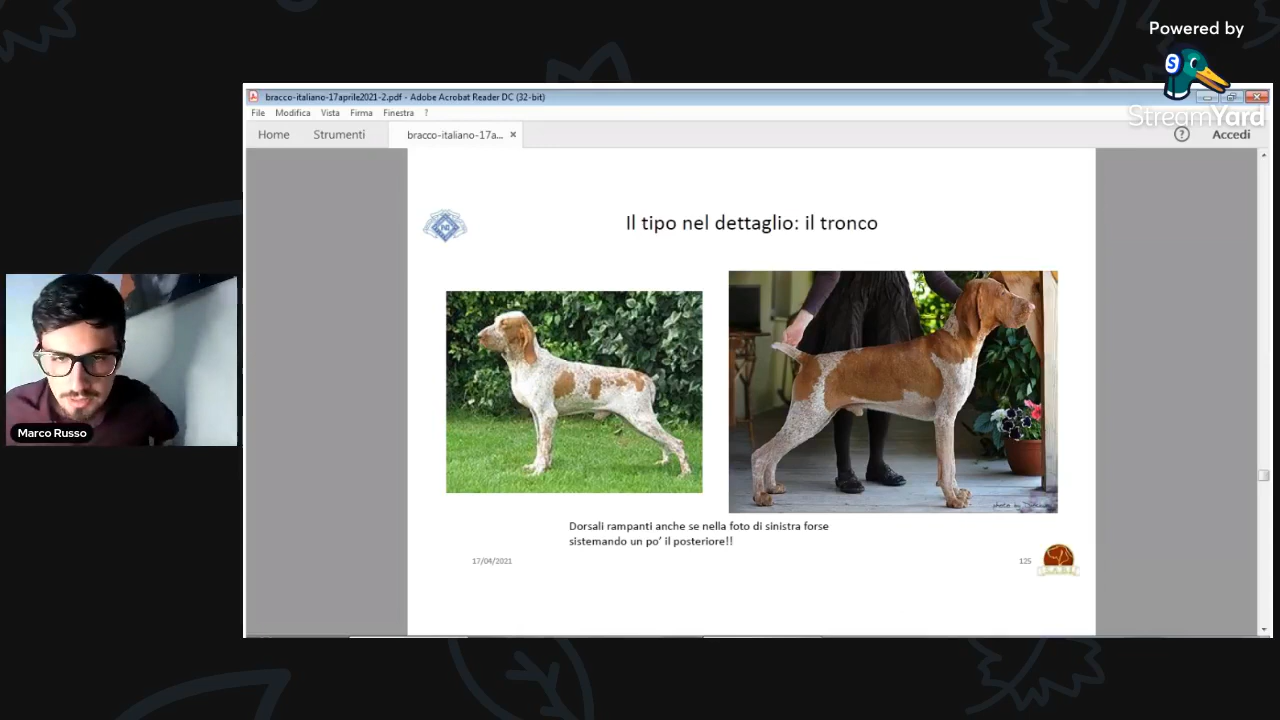 Powered by
StreamYard
bracco-italiano-17aprile2021-2.pdf - Adobe Acrobat Reader DC (32-bit)
File Modifica Vista Firma Finestra ?
Home Strumenti bracco-italiano-17a... × ? Accedi
Il tipo nel dettaglio: il tronco
Dorsali rampanti anche se nella foto di sinistra forse
sistemando un po’ il posteriore!!
17/04/2021
125
Marco Russo